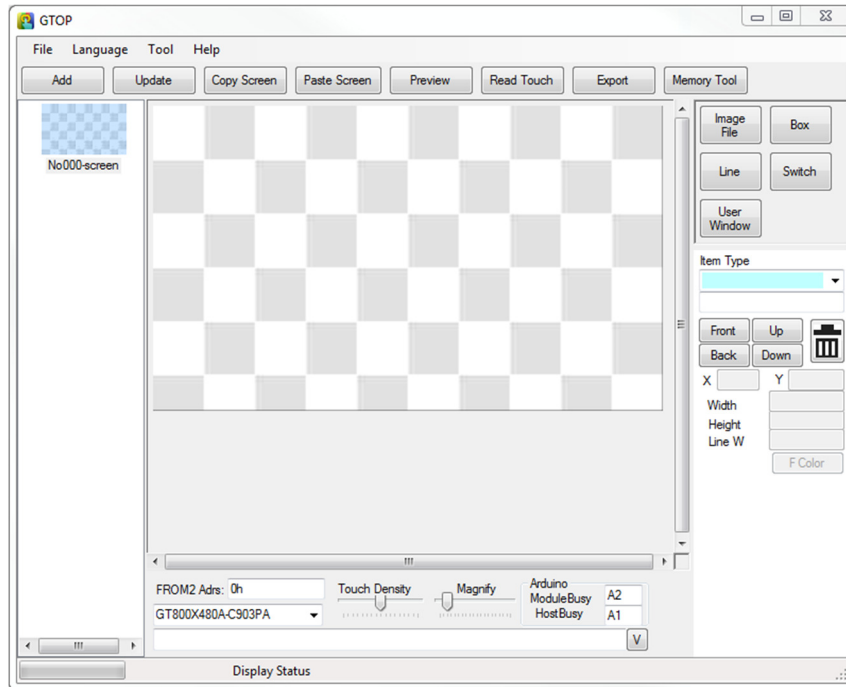 GTOP
File Language Tool Help
Add Update Copy Screen Paste Screen Preview Read Touch Export Memory Tool
No000-screen
Image
File
Box
Line Switch
User
Window
Item Type
Front Up
Back Down
X Y
Width
Height
Line W
F Color
FROM2 Adrs: 0h
GT800X480A-C903PA
Touch Density
Magnify
Arduino
ModuleBusy A2
HostBusy A1
V
Display Status